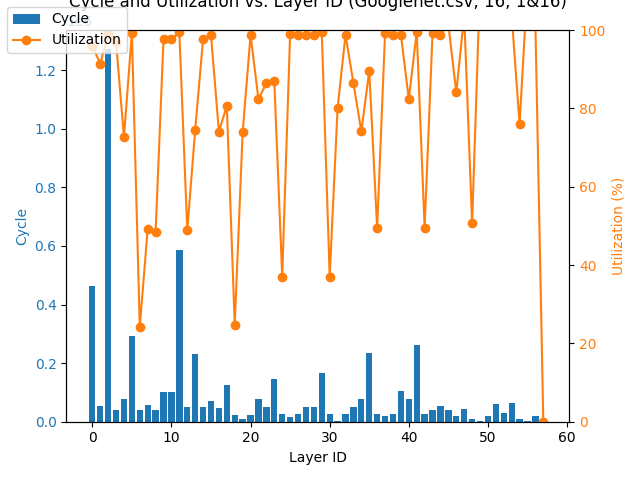 Cycle and Utilization vs. Layer ID (Googlenet.csv, 16, 1&16)
Cycle
Utilization
1.2
1.0
0.8
0.6
0.4
0.2
0.0
Cycle
100
80
60
40
20
0
Utilization (%)
0 10 20 30 40 50 60
Layer ID